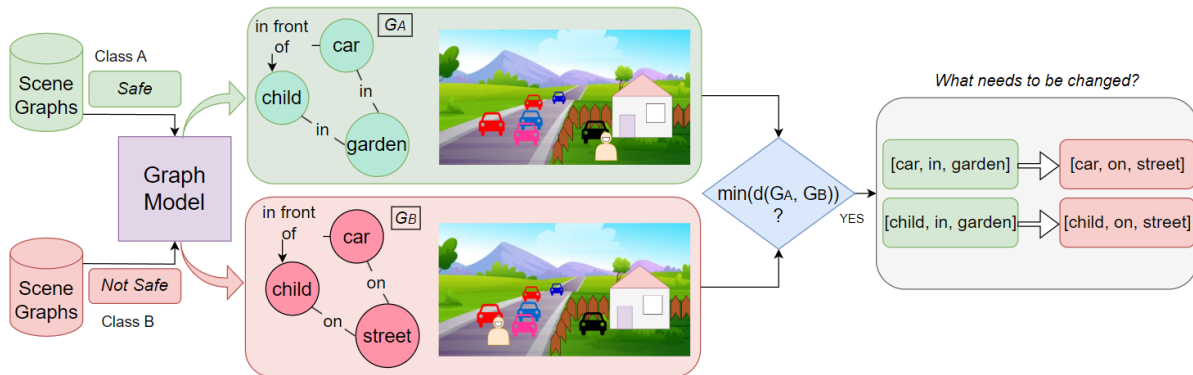 Scene
Graphs
Class A
Safe
Graph
Model
Scene
Graphs
Not Safe
Class B
GA
in front
of
car
child
in
in
garden
GB
in front
of
car
child
on
on
street
min(d(GA, GB))
?
YES
What needs to be changed?
[car, in, garden]
[car, on, street]
[child, in, garden]
[child, on, street]